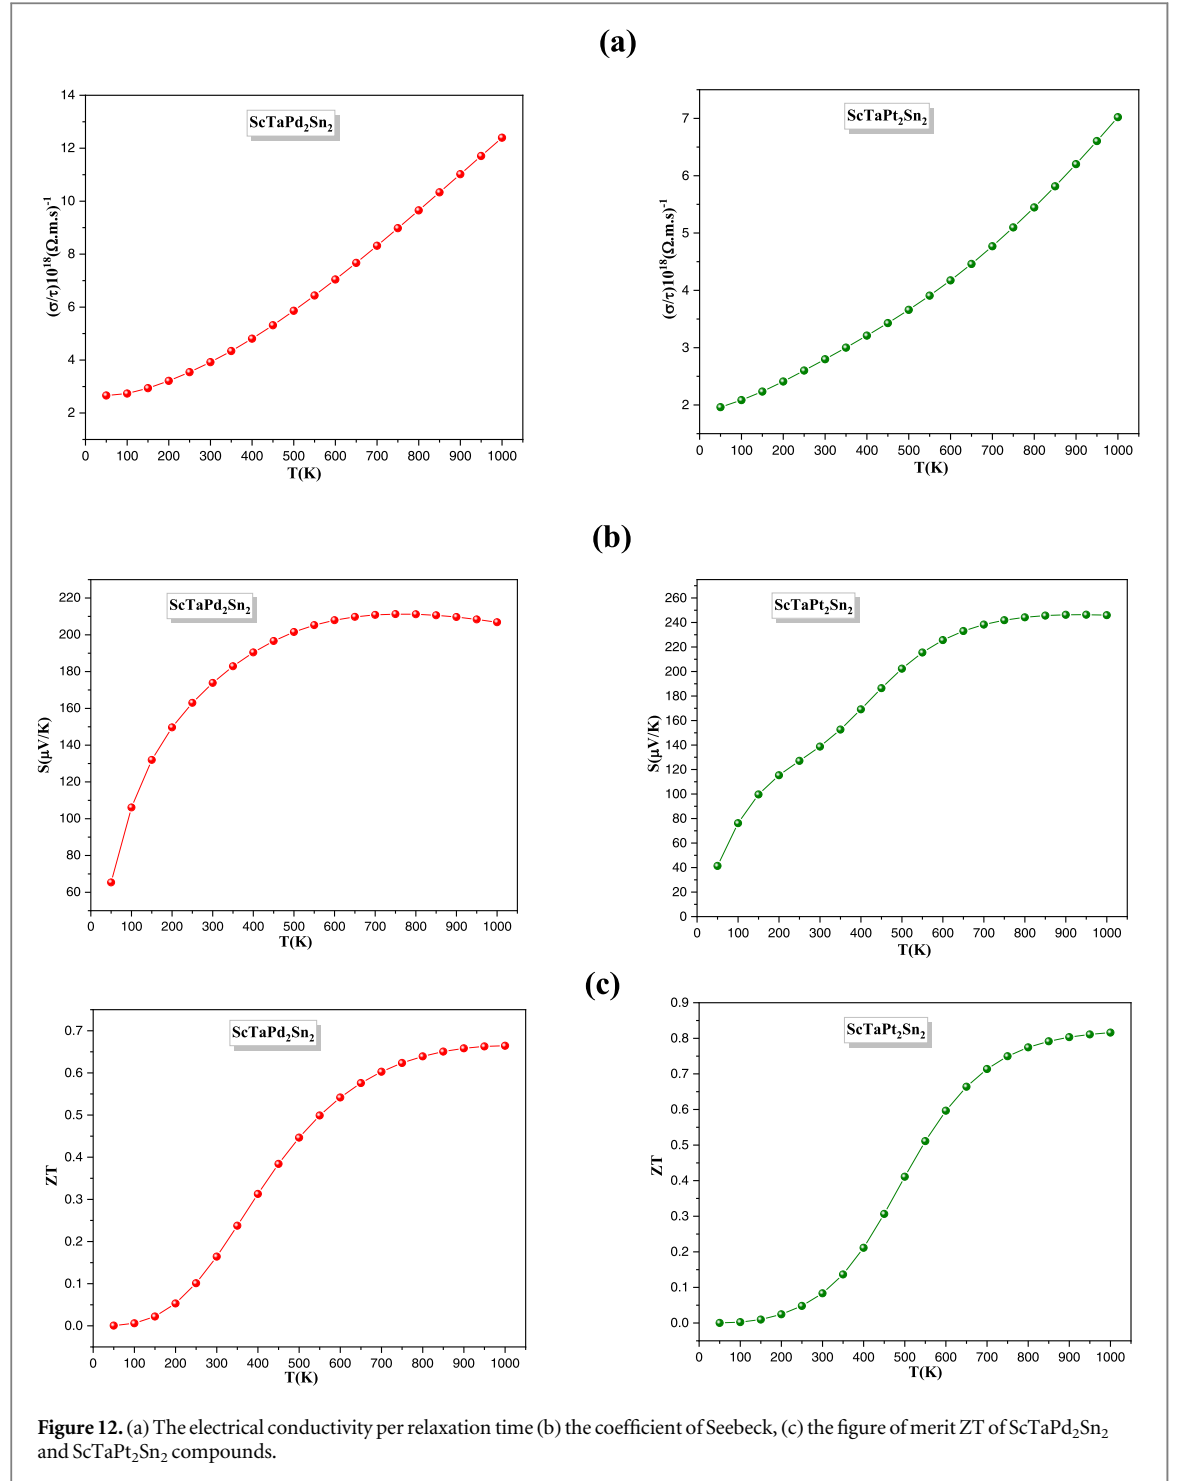 (a)
ScTaPd₂Sn₂
14
12
10
8
6
4
2
(σ/τ)10¹⁸(Ω.m.s)⁻¹
0 100 200 300 400 500 600 700 800 900 1000
T(K)
ScTaPt₂Sn₂
7
6
5
4
3
2
(σ/τ)10¹⁸(Ω.m.s)⁻¹
0 100 200 300 400 500 600 700 800 900 1000
T(K)
(b)
ScTaPd₂Sn₂
220
200
180
160
140
120
100
80
60
S(μV/K)
0 100 200 300 400 500 600 700 800 900 1000
T(K)
ScTaPt₂Sn₂
260
240
220
200
180
160
140
120
100
80
60
40
20
0
S(μV/K)
0 100 200 300 400 500 600 700 800 900 1000
T(K)
(c)
ScTaPd₂Sn₂
0.7
0.6
0.5
0.4
0.3
0.2
0.1
0.0
ZT
0 100 200 300 400 500 600 700 800 900 1000
T(K)
ScTaPt₂Sn₂
0.9
0.8
0.7
0.6
0.5
0.4
0.3
0.2
0.1
0.0
ZT
0 100 200 300 400 500 600 700 800 900 1000
T(K)
Figure 12. (a) The electrical conductivity per relaxation time (b) the coefficient of Seebeck, (c) the figure of merit ZT of ScTaPd₂Sn₂
and ScTaPt₂Sn₂ compounds.